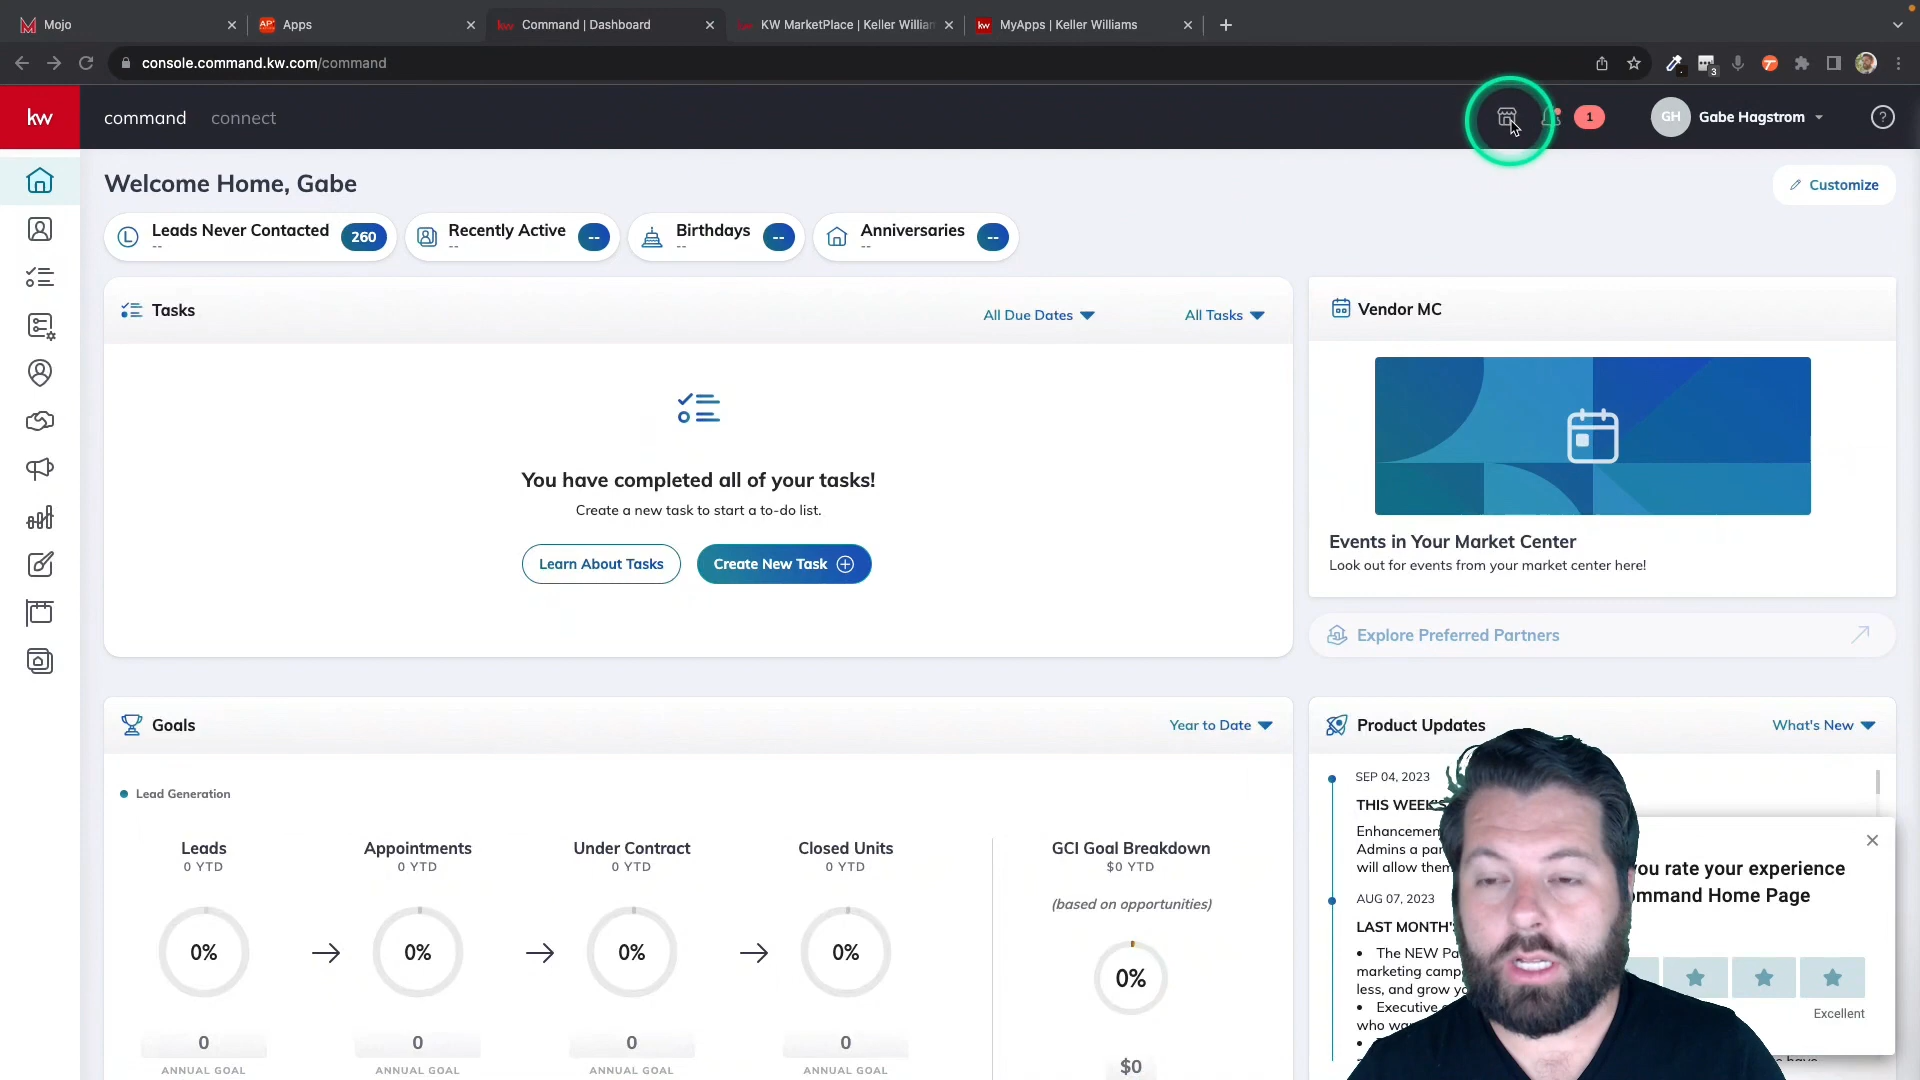 Mojo
Apps
Command | Dashboard
KW MarketPlace | Keller Willian
kw
MyApps | Keller Williams
console.command.kw.com/command
3
kw
command
connect
1
GH
Gabe Hagstrom
?
Welcome Home, Gabe
Customize
Leads Never Contacted
--
260
Recently Active
--
--
Birthdays
--
--
Anniversaries
--
--
Tasks
All Due Dates
All Tasks
You have completed all of your tasks!
Create a new task to start a to-do list.
Learn About Tasks
Create New Task
Vendor MC
Events in Your Market Center
Look out for events from your market center here!
Explore Preferred Partners
Goals
Year to Date
Lead Generation
Leads
0 YTD
0%
0
ANNUAL GOAL
Appointments
0 YTD
0%
0
ANNUAL GOAL
Under Contract
0 YTD
0%
0
ANNUAL GOAL
Closed Units
0 YTD
0%
0
ANNUAL GOAL
GCI Goal Breakdown
$0 YTD
(based on opportunities)
0%
$0
Product Updates
What's New
SEP 04, 2023
THIS WEEK'S
Enhancemen
Admins a pa
will allow them
AUG 07, 2023
LAST MONTH'
• The NEW Pa
marketing camp
less, and grow yo
• Executive
who wa
you rate your experience
ommand Home Page
Excellent